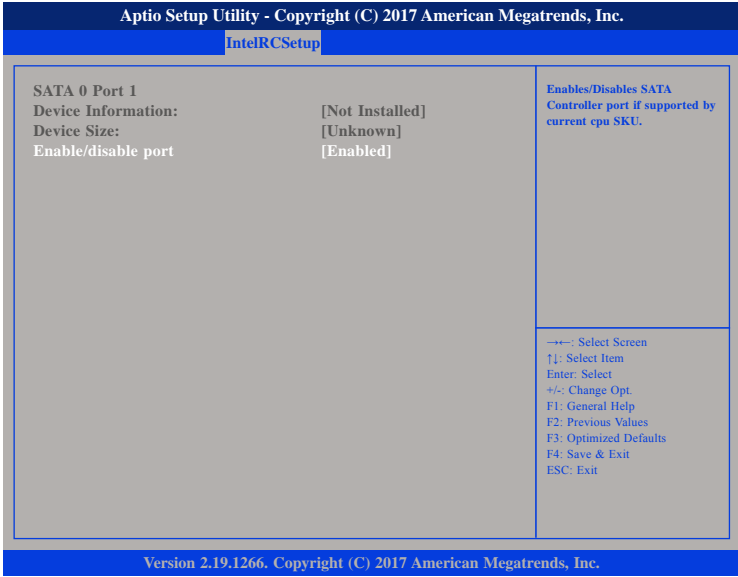 Aptio Setup Utility - Copyright (C) 2017 American Megatrends, Inc.
IntelRCSetup
SATA 0 Port 1
Device Information: [Not Installed]
Device Size: [Unknown]
Enable/disable port [Enabled]
Enables/Disables SATA
Controller port if supported by
current cpu SKU.
→←: Select Screen
↑↓: Select Item
Enter: Select
+/-: Change Opt.
F1: General Help
F2: Previous Values
F3: Optimized Defaults
F4: Save & Exit
ESC: Exit
Version 2.19.1266. Copyright (C) 2017 American Megatrends, Inc.